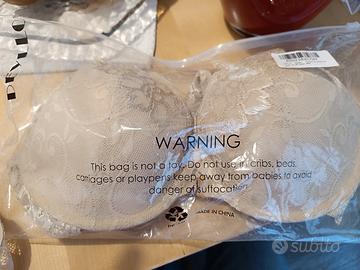 WARNING
This bag is not a toy. Do not use in cribs, beds,
carriages or playpens keep away from babies to avoid
danger of suffocation
MADE IN CHINA
subito